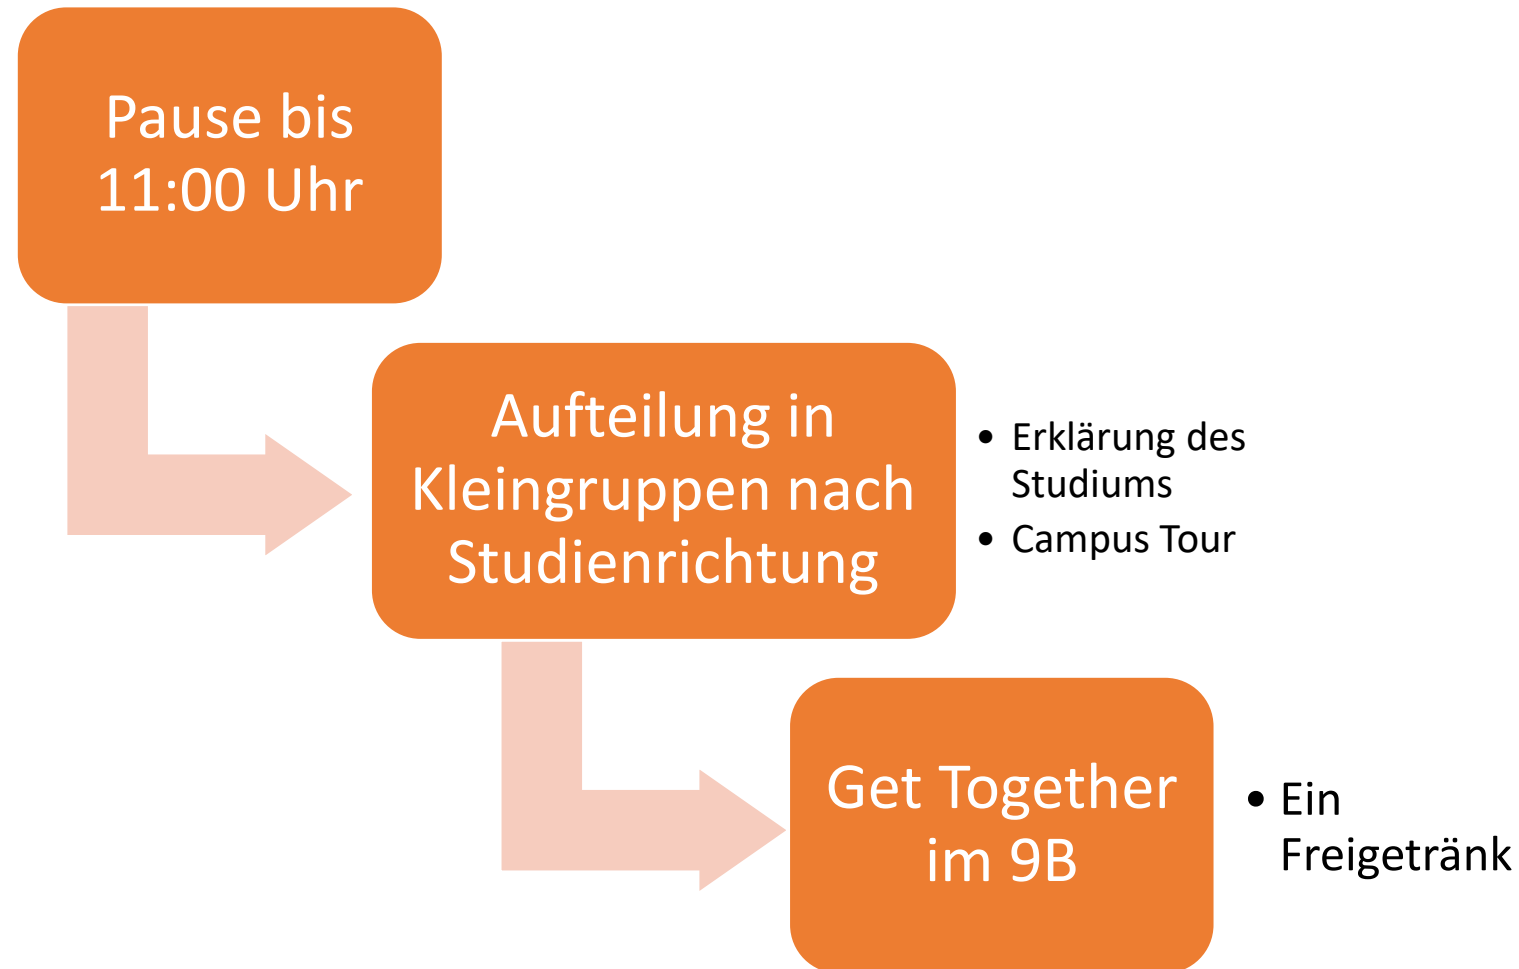 Pause bis
11:00 Uhr
Aufteilung in
Kleingruppen nach
Studienrichtung
• Erklärung des
Studiums
• Campus Tour
Get Together
im 9B
• Ein
Freigetränk